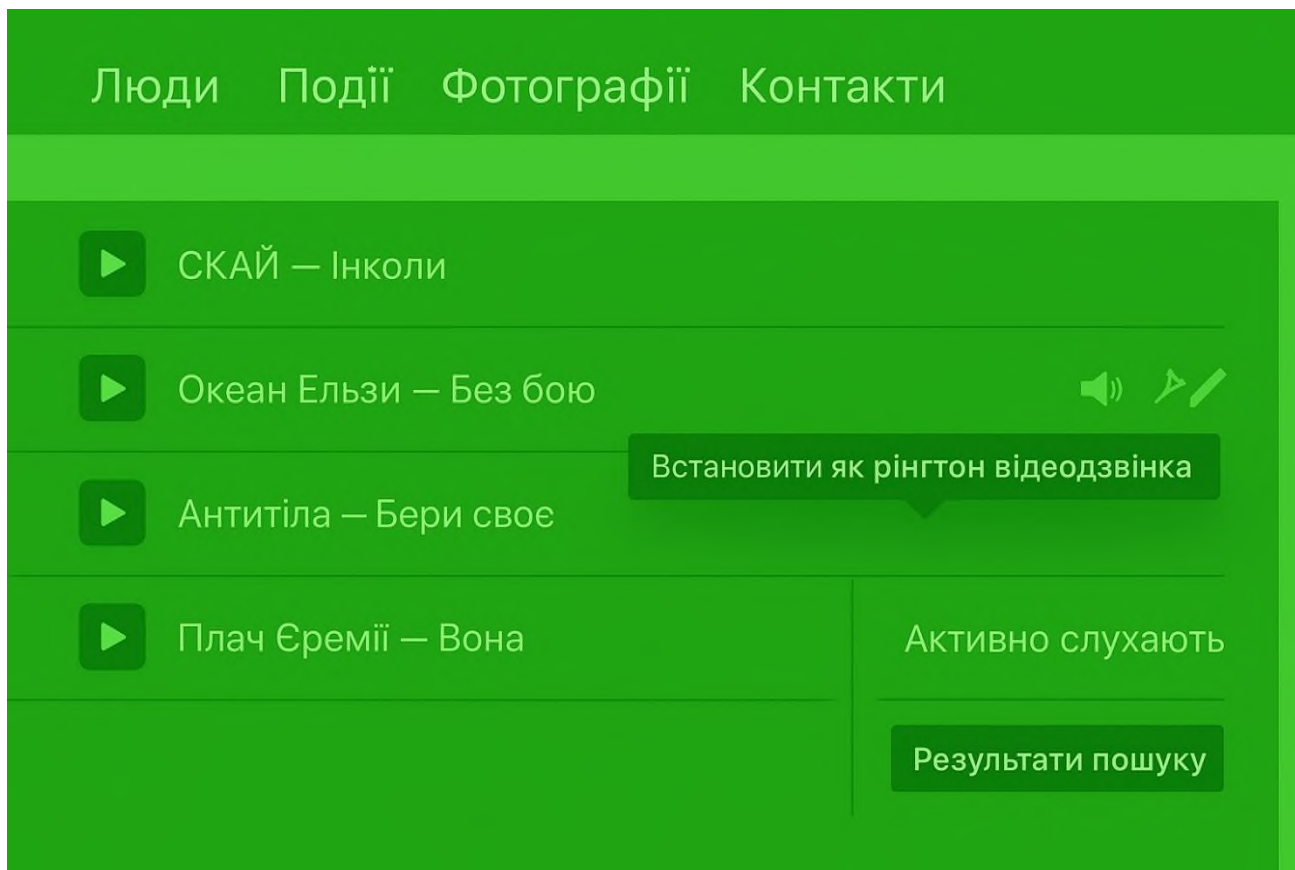 Люди Події Фотографії Контакти
СКАЙ — Інколи
Океан Ельзи — Без бою
Встановити як рінгтон відеодзвінка
Антитіла — Бери своє
Плач Єремії — Вона
Активно слухають
Результати пошуку